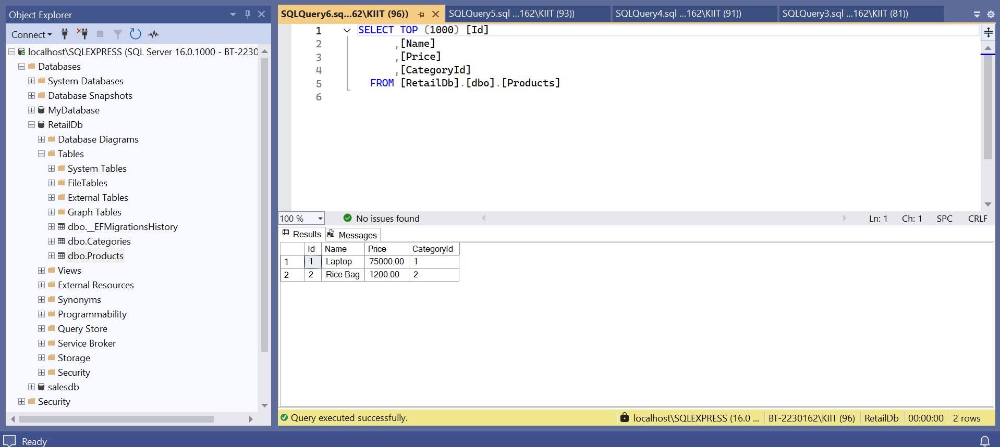 Object Explorer
Connect
localhost\SQLEXPRESS (SQL Server 16.0.1000 - BT-2230
Databases
System Databases
Database Snapshots
MyDatabase
RetailDb
Database Diagrams
Tables
System Tables
FileTables
External Tables
Graph Tables
dbo.__EFMigrationsHistory
dbo.Categories
dbo.Products
Views
External Resources
Synonyms
Programmability
Query Store
Service Broker
Storage
Security
salesdb
Security
SQLQuery6.sq...62\KIIT (96)) SQLQuery5.sql ...162\KIIT (93)) SQLQuery4.sql ...162\KIIT (91)) SQLQuery3.sql ...162\KIIT (81))
1 SELECT TOP (1000) [Id]
2 ,[Name]
3 ,[Price]
4 ,[CategoryId]
5 FROM [RetailDb].[dbo].[Products]
6
100 % No issues found Ln: 1 Ch: 1 SPC CRLF
Results Messages
Id Name Price CategoryId
1 1 Laptop 75000.00 1
2 2 Rice Bag 1200.00 2
Query executed successfully. localhost\SQLEXPRESS (16.0 ... BT-2230162\KIIT (96) RetailDb 00:00:00 2 rows
Ready